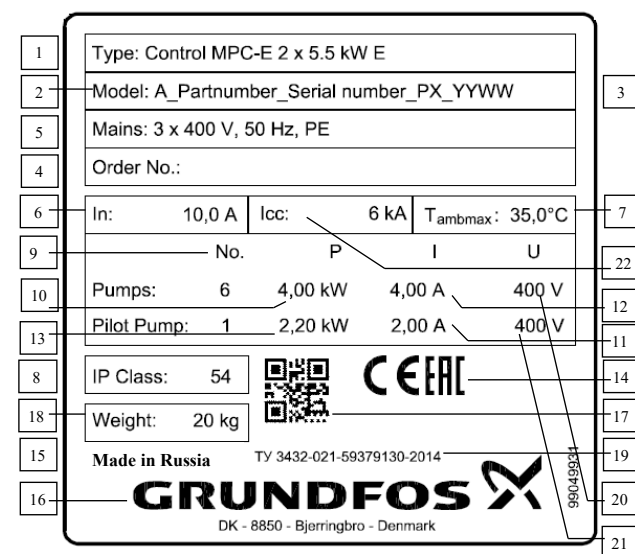 1 Type: Control MPC-E 2 x 5.5 kW E
2 Model: A_Partnumber_Serial number_PX_YYWW 3
5 Mains: 3 x 400 V, 50 Hz, PE
4 Order No.:
6 In: 10,0 A Icc: 6 kA Tambmax: 35,0°C 7
9 No. P I U 22
10 Pumps: 6 4,00 kW 4,00 A 400 V 12
13 Pilot Pump: 1 2,20 kW 2,00 A 400 V 11
8 IP Class: 54 CE EAC 14
18 Weight: 20 kg 17
15 Made in Russia ТУ 3432-021-59379130-2014 19
99049931
16 GRUNDFOS 20
DK - 8850 - Bjerringbro - Denmark 21